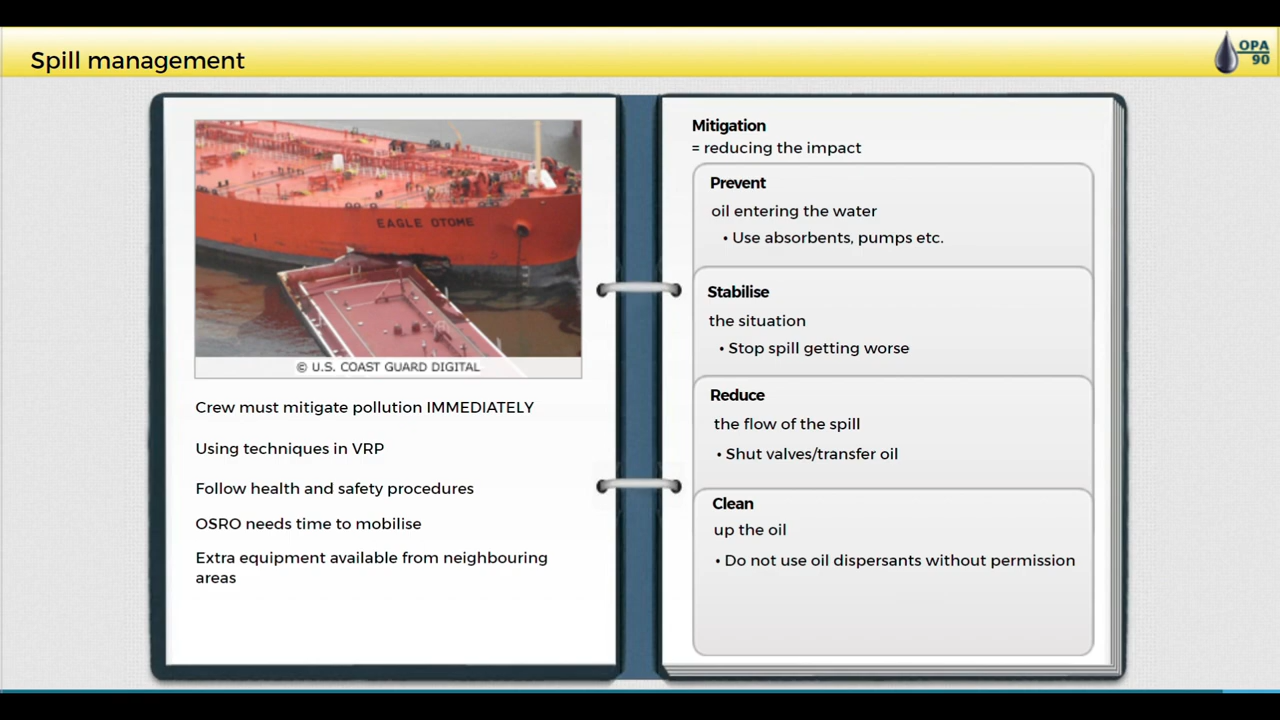 Spill management
OPA
90
EAGLE OTOME
© U.S. COAST GUARD DIGITAL
Crew must mitigate pollution IMMEDIATELY
Using techniques in VRP
Follow health and safety procedures
OSRO needs time to mobilise
Extra equipment available from neighbouring
areas
Mitigation
= reducing the impact
Prevent
oil entering the water
• Use absorbents, pumps etc.
Stabilise
the situation
• Stop spill getting worse
Reduce
the flow of the spill
• Shut valves/transfer oil
Clean
up the oil
• Do not use oil dispersants without permission